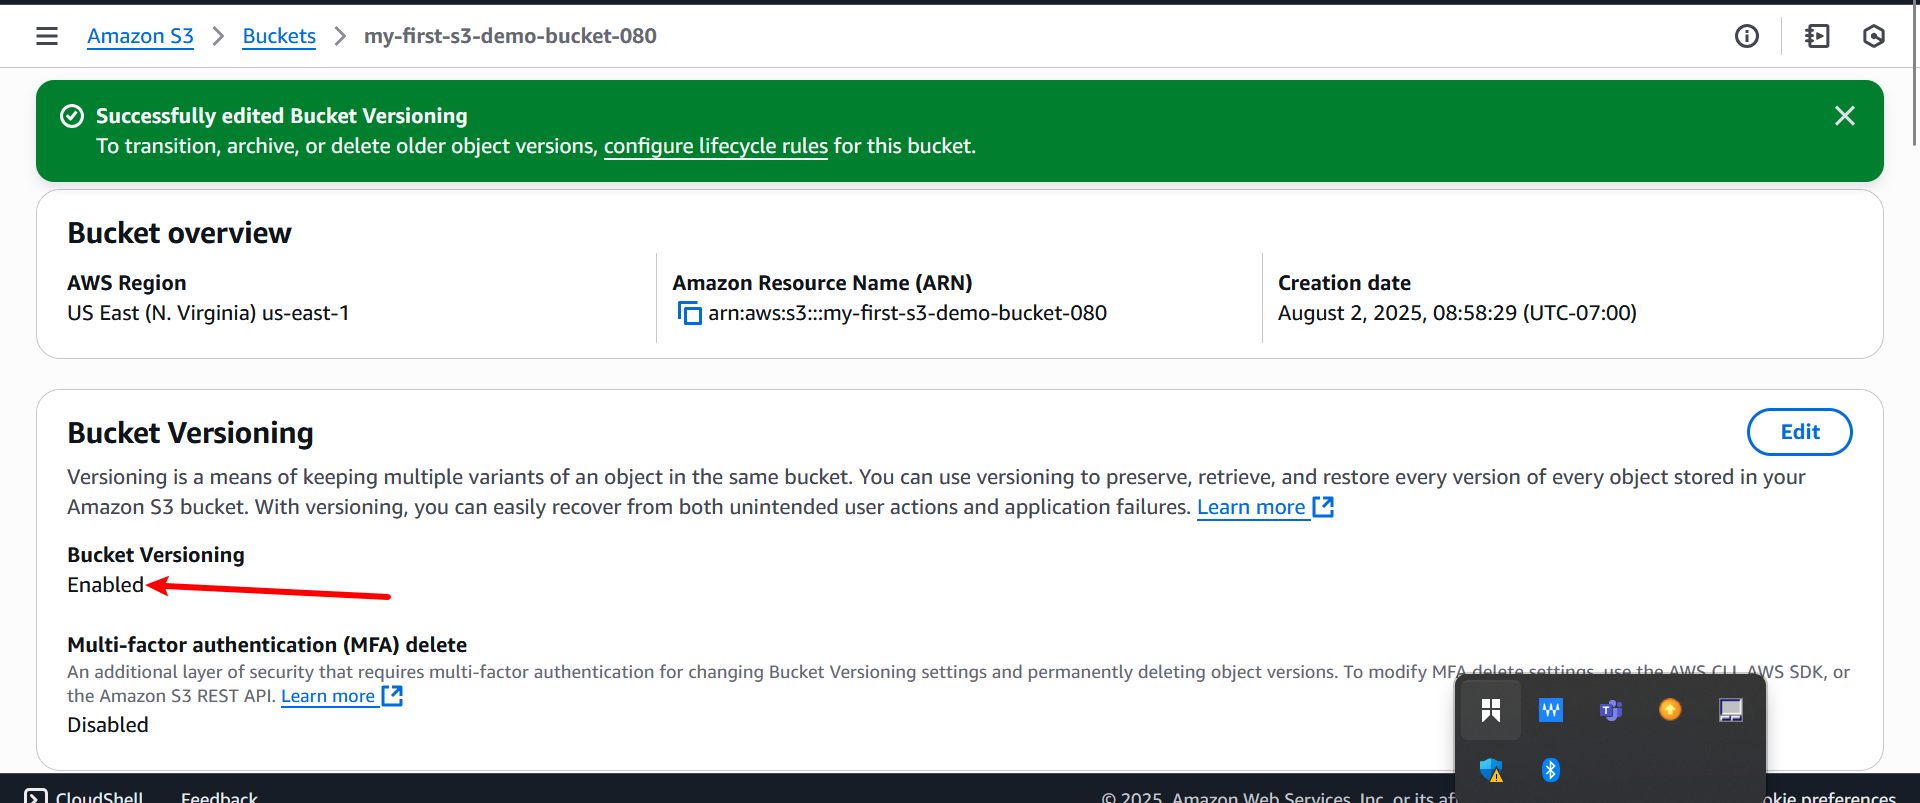 Amazon S3 > Buckets > my-first-s3-demo-bucket-080
Successfully edited Bucket Versioning
To transition, archive, or delete older object versions, configure lifecycle rules for this bucket.
Bucket overview
AWS Region
US East (N. Virginia) us-east-1
Amazon Resource Name (ARN)
arn:aws:s3:::my-first-s3-demo-bucket-080
Creation date
August 2, 2025, 08:58:29 (UTC-07:00)
Bucket Versioning
Edit
Versioning is a means of keeping multiple variants of an object in the same bucket. You can use versioning to preserve, retrieve, and restore every version of every object stored in your
Amazon S3 bucket. With versioning, you can easily recover from both unintended user actions and application failures. Learn more
Bucket Versioning
Enabled
Multi-factor authentication (MFA) delete
An additional layer of security that requires multi-factor authentication for changing Bucket Versioning settings and permanently deleting object versions. To modify MFA delete settings, use the AWS CLI, AWS SDK, or
the Amazon S3 REST API. Learn more
Disabled
CloudShell Feedback © 2025, Amazon Web Services, Inc. or its preferences